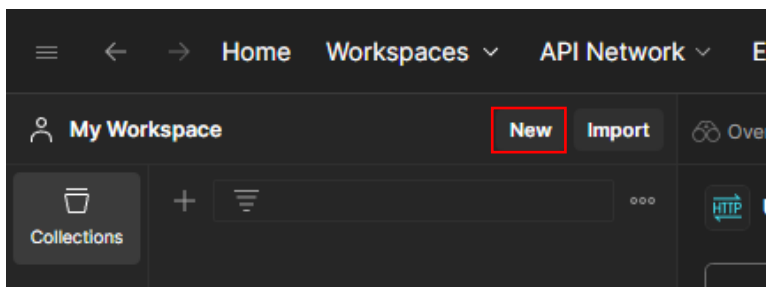 Home Workspaces API Network
My Workspace New Import
Collections
HTTP